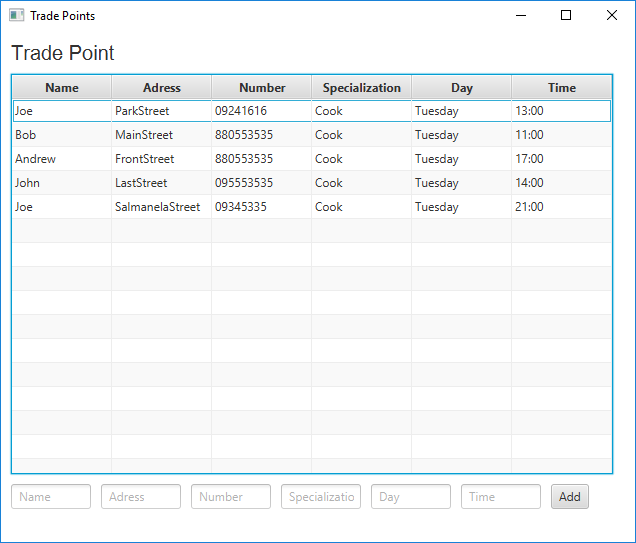 Trade Points
Trade Point
Name Adress Number Specialization Day Time
Joe ParkStreet 09241616 Cook Tuesday 13:00
Bob MainStreet 880553535 Cook Tuesday 11:00
Andrew FrontStreet 880553535 Cook Tuesday 17:00
John LastStreet 095553535 Cook Tuesday 14:00
Joe SalmanelaStreet 09345335 Cook Tuesday 21:00
Name Adress Number Specializatio Day Time Add